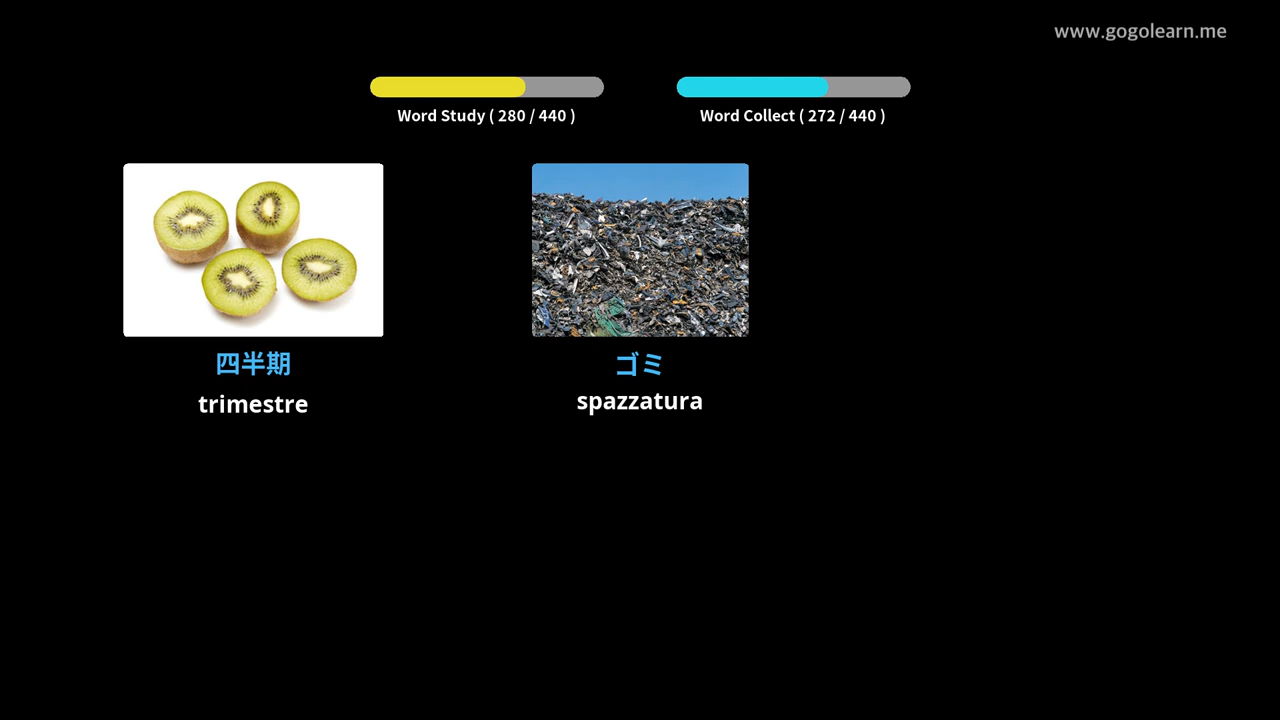 www.gogolearn.me
Word Study ( 280 / 440 )
Word Collect ( 272 / 440 )
四半期
trimestre
ゴミ
spazzatura